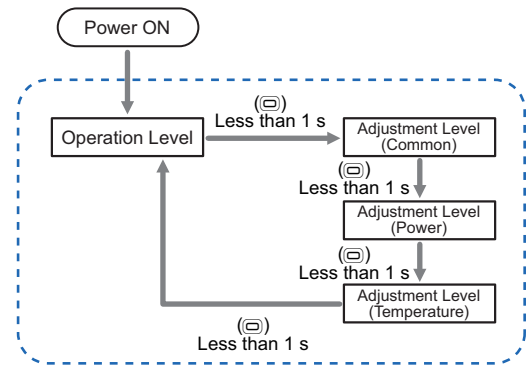 Power ON
Operation Level
( )
Less than 1 s
Adjustment Level
(Common)
( )
Less than 1 s
Adjustment Level
(Power)
( )
Less than 1 s
Adjustment Level
(Temperature)
( )
Less than 1 s